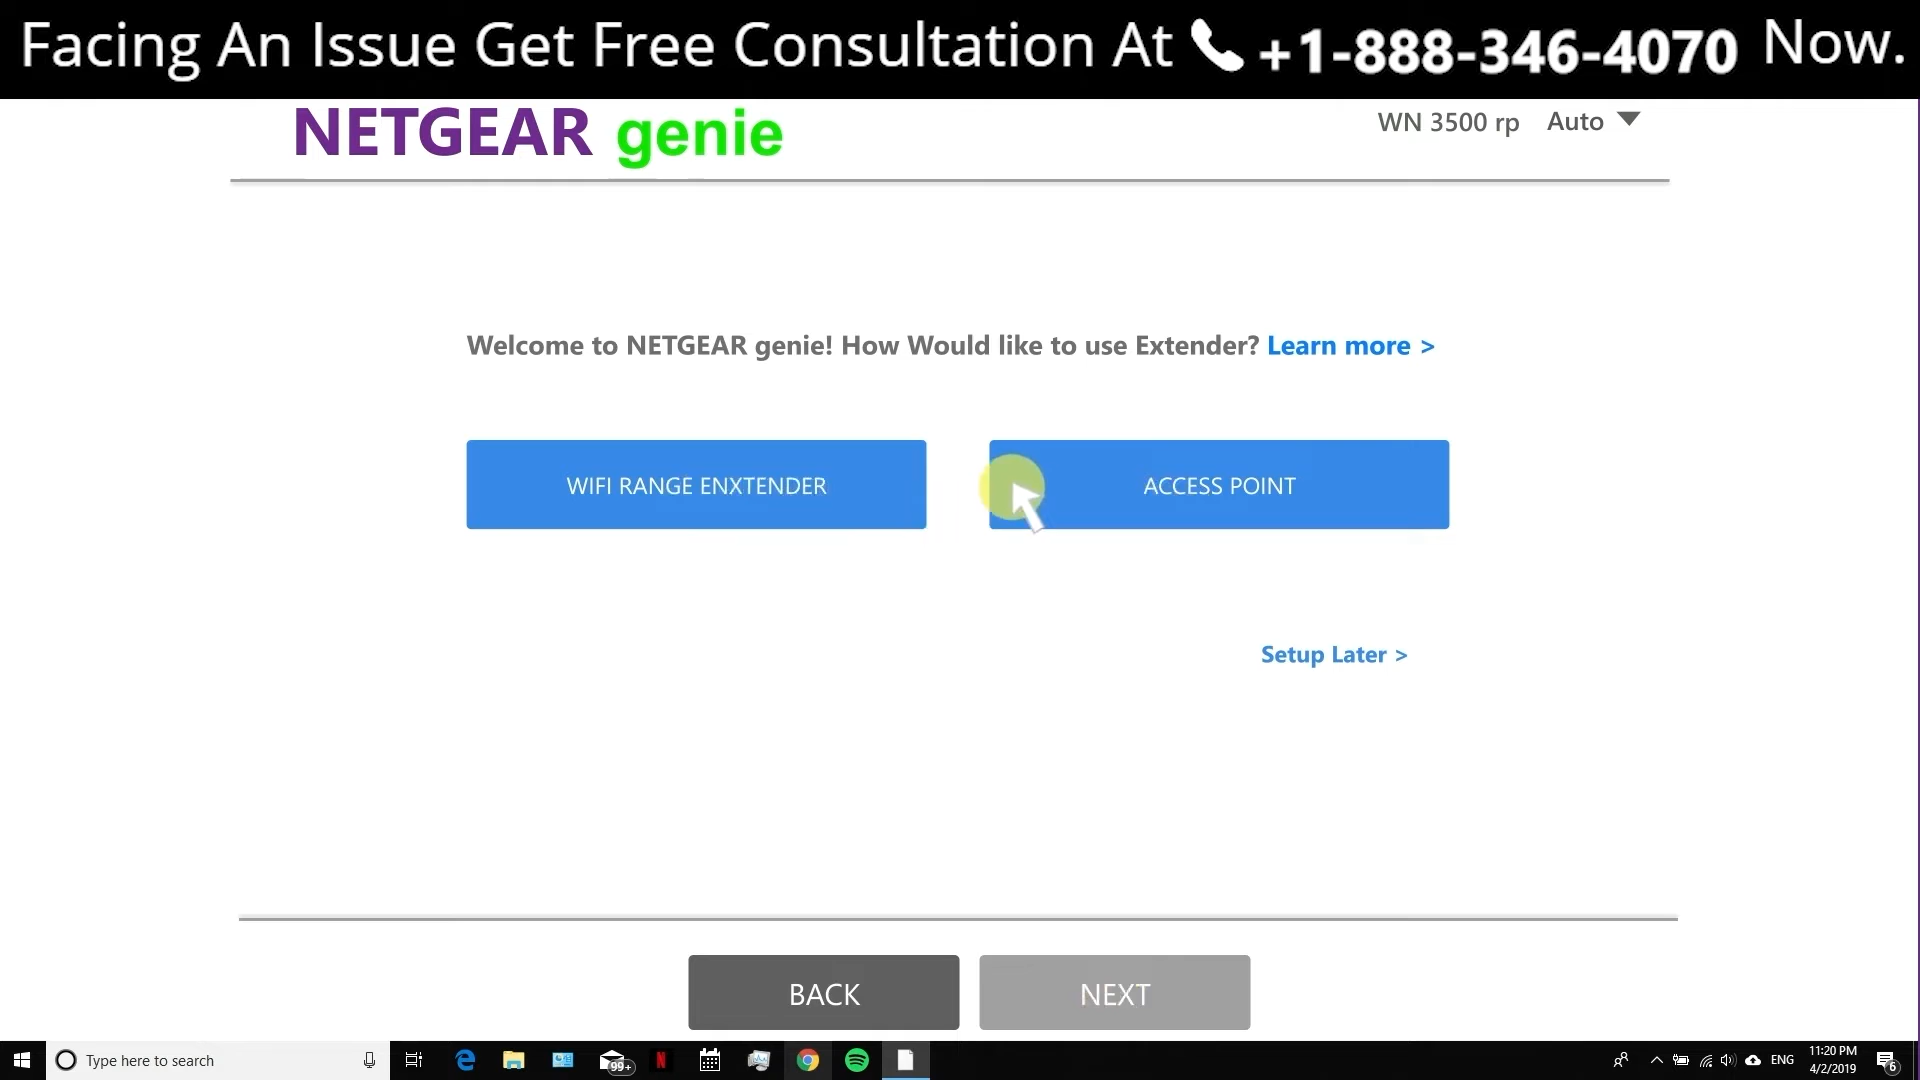 Facing An Issue Get Free Consultation At +1-888-346-4070 Now.
NETGEAR genie
WN 3500 rp Auto
Welcome to NETGEAR genie! How Would like to use Extender? Learn more >
WIFI RANGE ENXTENDER
ACCESS POINT
Setup Later >
BACK
NEXT
Type here to search
99+
N
ENG
11:20 PM
4/2/2019
6